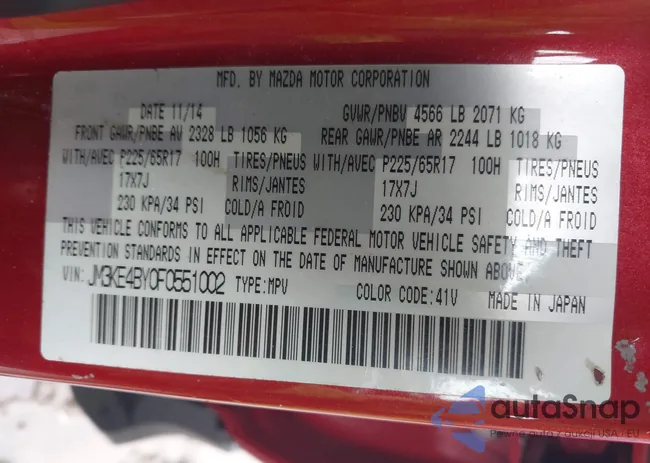 MFD. BY MAZDA MOTOR CORPORATION
DATE 11/14 GVWR/PNBV 4566 LB 2071 KG
FRONT GAWR/PNBE AV 2328 LB 1056 KG REAR GAWR/PNBE AR 2244 LB 1018 KG
WITH/AVEC P225/65R17 100H TIRES/PNEUS WITH/AVEC P225/65R17 100H TIRES/PNEUS
17X7J RIMS/JANTES 17X7J RIMS/JANTES
230 KPA/34 PSI COLD/A FROID 230 KPA/34 PSI COLD/A FROID
THIS VEHICLE CONFORMS TO ALL APPLICABLE FEDERAL MOTOR VEHICLE SAFETY AND THEFT
PREVENTION STANDARDS IN EFFECT ON THE DATE OF MANUFACTURE SHOWN ABOVE.
VIN: JM3KE4BY0F0551002 TYPE:MPV COLOR CODE:41V MADE IN JAPAN
autoSnap
Pewne auto z aukcji USA i EU